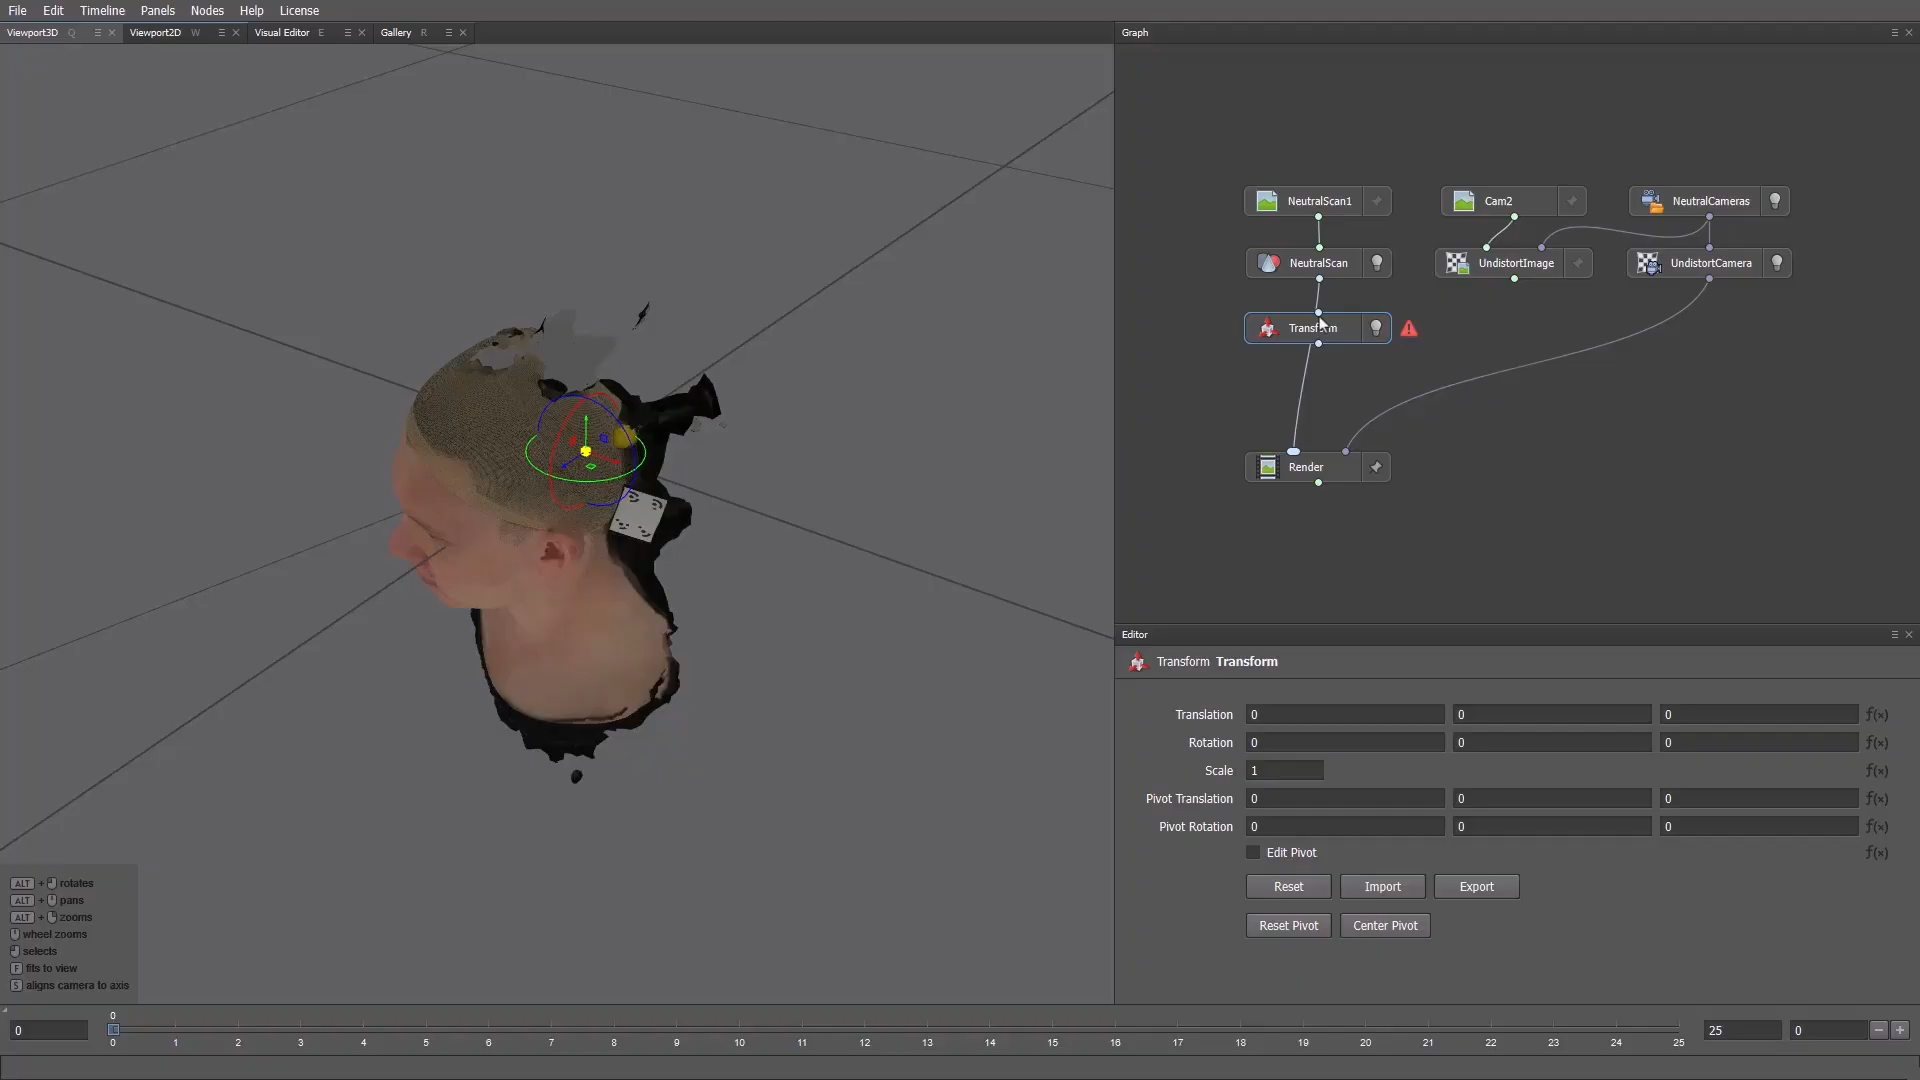 File Edit Timeline Panels Nodes Help License
Viewport3D Q Viewport2D W Visual Editor E Gallery R
Graph
NeutralScan1
Cam2
NeutralCameras
NeutralScan
UndistortImage
UndistortCamera
Transform
Render
Editor
Transform Transform
Translation 0 0 0 f(x)
Rotation 0 0 0 f(x)
Scale 1 f(x)
Pivot Translation 0 0 0 f(x)
Pivot Rotation 0 0 0 f(x)
Edit Pivot f(x)
Reset Import Export
Reset Pivot Center Pivot
ALT + rotates
ALT + pans
ALT + zooms
wheel zooms
selects
F fits to view
S aligns camera to axis
0
0 25 0
0 1 2 3 4 5 6 7 8 9 10 11 12 13 14 15 16 17 18 19 20 21 22 23 24 25